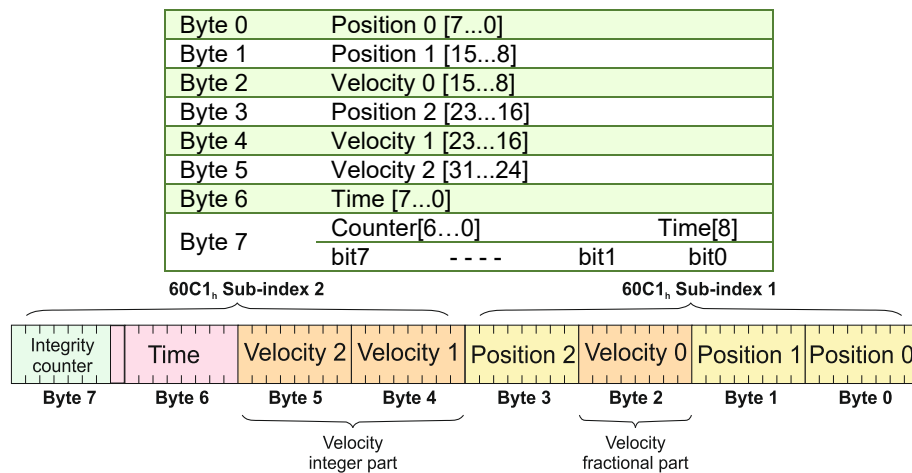 Byte 0 Position 0 [7...0]
Byte 1 Position 1 [15...8]
Byte 2 Velocity 0 [15...8]
Byte 3 Position 2 [23...16]
Byte 4 Velocity 1 [23...16]
Byte 5 Velocity 2 [31...24]
Byte 6 Time [7...0]
Byte 7 Counter[6...0] Time[8]
bit7 - - - - bit1 bit0
60C1h Sub-index 2 60C1h Sub-index 1
Integrity counter Time Velocity 2 Velocity 1 Position 2 Velocity 0 Position 1 Position 0
Byte 7 Byte 6 Byte 5 Byte 4 Byte 3 Byte 2 Byte 1 Byte 0
Velocity
integer part
Velocity
fractional part